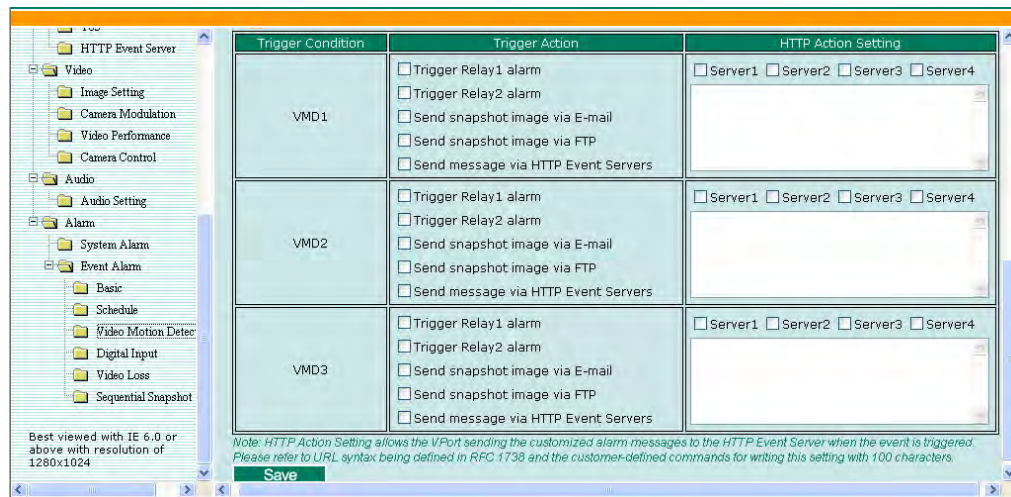 HTTP Event Server
Video
Image Setting
Camera Modulation
Video Performance
Camera Control
Audio
Audio Setting
Alarm
System Alarm
Event Alarm
Basic
Schedule
Video Motion Detec
Digital Input
Video Loss
Sequential Snapshot
Best viewed with IE 6.0 or
above with resolution of
1280x1024
Trigger Condition Trigger Action HTTP Action Setting
VMD1
Trigger Relay1 alarm
Trigger Relay2 alarm
Send snapshot image via E-mail
Send snapshot image via FTP
Send message via HTTP Event Servers
Server1 Server2 Server3 Server4
VMD2
Trigger Relay1 alarm
Trigger Relay2 alarm
Send snapshot image via E-mail
Send snapshot image via FTP
Send message via HTTP Event Servers
Server1 Server2 Server3 Server4
VMD3
Trigger Relay1 alarm
Trigger Relay2 alarm
Send snapshot image via E-mail
Send snapshot image via FTP
Send message via HTTP Event Servers
Server1 Server2 Server3 Server4
Note: HTTP Action Setting allows the VPort sending the customized alarm messages to the HTTP Event Server when the event is triggered.
Please refer to URL syntax being defined in RFC 1738 and the customer-defined commands for writing this setting with 100 characters.
Save